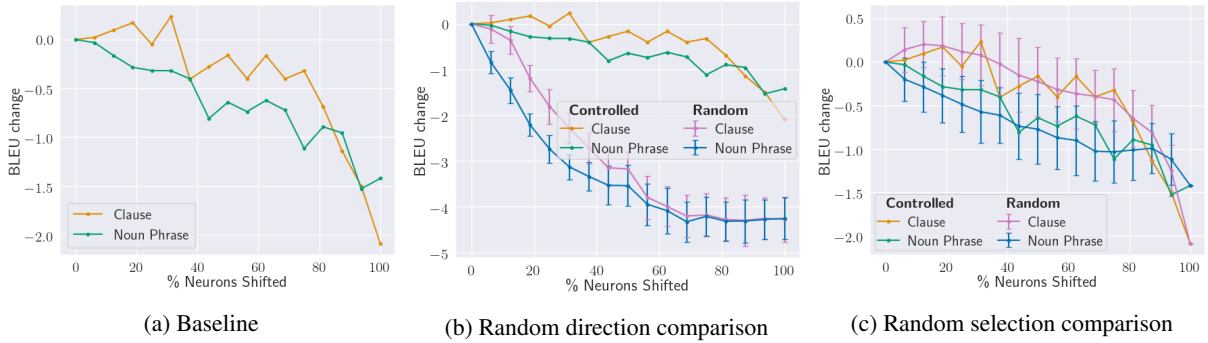 0.0
−0.5
−1.0
−1.5
−2.0
BLEU change
Clause
Noun Phrase
0 20 40 60 80 100
% Neurons Shifted
(a) Baseline
0
−1
−2
−3
−4
−5
BLEU change
Controlled Random
Clause Clause
Noun Phrase Noun Phrase
0 20 40 60 80 100
% Neurons Shifted
(b) Random direction comparison
0.5
0.0
−0.5
−1.0
−1.5
−2.0
BLEU change
Controlled Random
Clause Clause
Noun Phrase Noun Phrase
0 20 40 60 80 100
% Neurons Shifted
(c) Random selection comparison